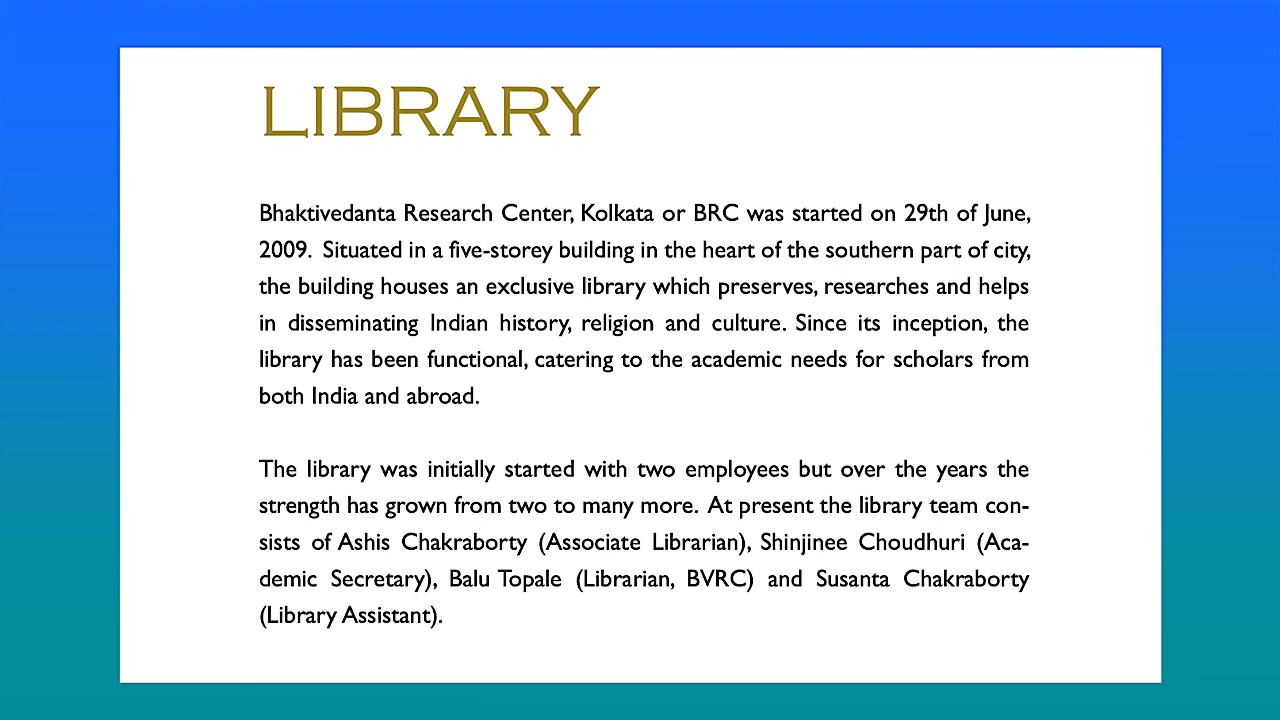 LIBRARY
Bhaktivedanta Research Center, Kolkata or BRC was started on 29th of June,
2009. Situated in a five-storey building in the heart of the southern part of city,
the building houses an exclusive library which preserves, researches and helps
in disseminating Indian history, religion and culture. Since its inception, the
library has been functional, catering to the academic needs for scholars from
both India and abroad.
The library was initially started with two employees but over the years the
strength has grown from two to many more. At present the library team con-
sists of Ashis Chakraborty (Associate Librarian), Shinjinee Choudhuri (Aca-
demic Secretary), Balu Topale (Librarian, BVRC) and Susanta Chakraborty
(Library Assistant).